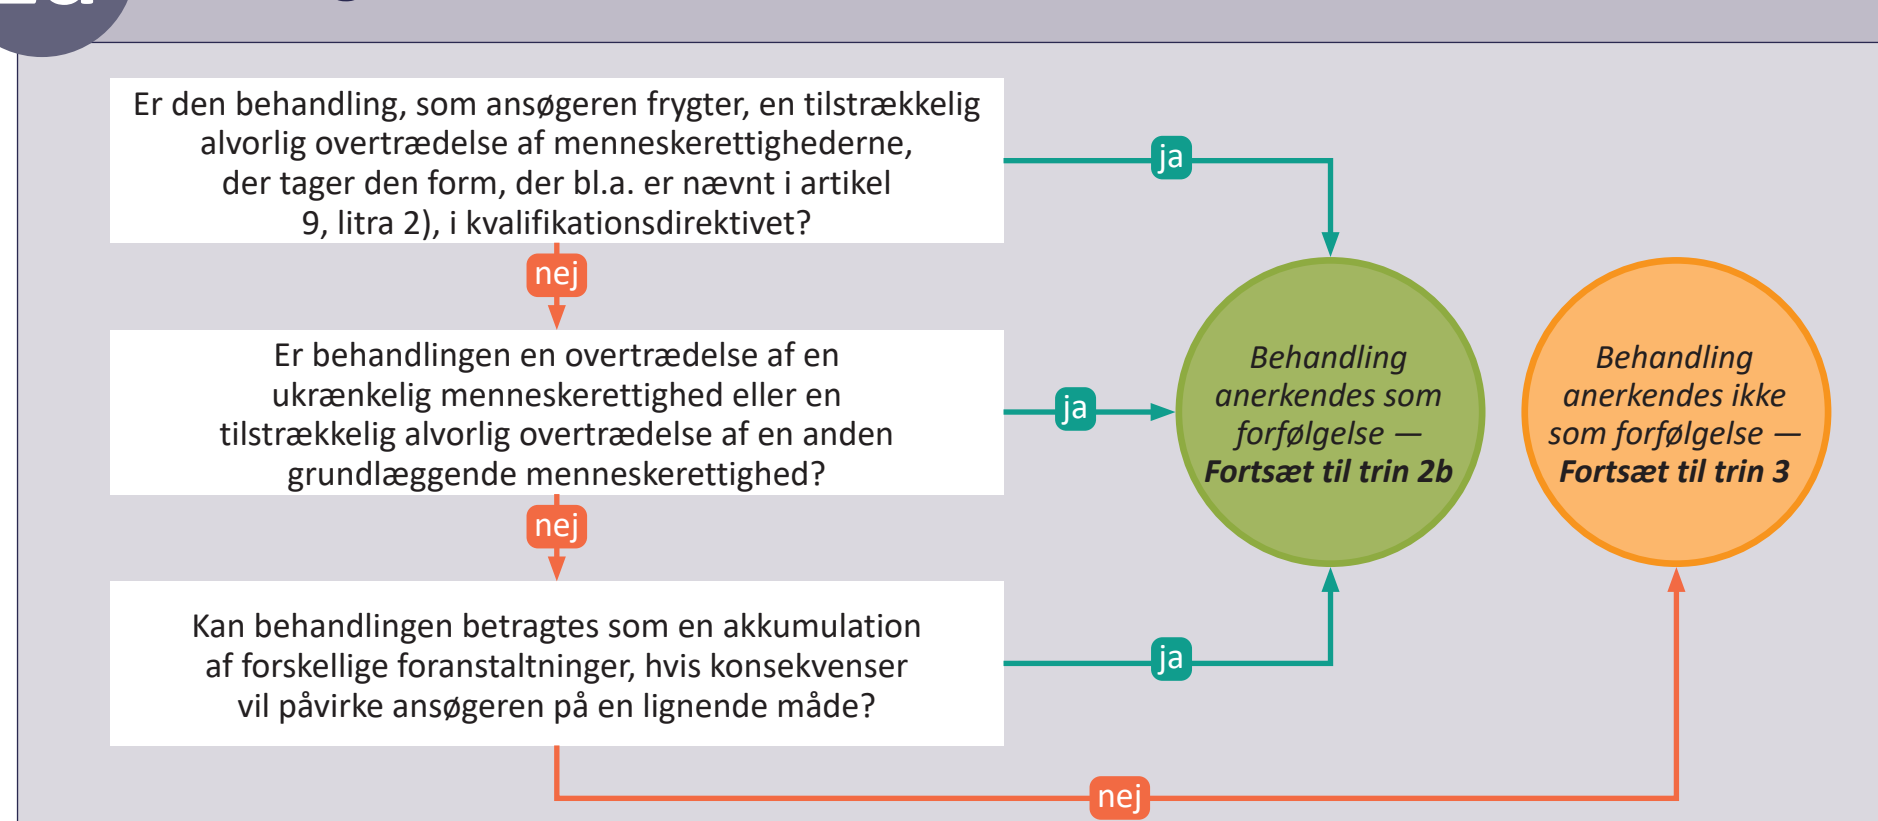 Er den behandling, som ansøgeren frygter, en tilstrækkelig
alvorlig overtrædelse af menneskerettighederne,
der tager den form, der bl.a. er nævnt i artikel
9, litra 2), i kvalifikationsdirektivet?
ja
nej
Er behandlingen en overtrædelse af en
ukrænkelig menneskerettighed eller en
tilstrækkelig alvorlig overtrædelse af en anden
grundlæggende menneskerettighed?
ja
nej
Kan behandlingen betragtes som en akkumulation
af forskellige foranstaltninger, hvis konsekvenser
vil påvirke ansøgeren på en lignende måde?
ja
nej
Behandling
anerkendes som
forfølgelse —
Fortsæt til trin 2b
Behandling
anerkendes ikke
som forfølgelse —
Fortsæt til trin 3